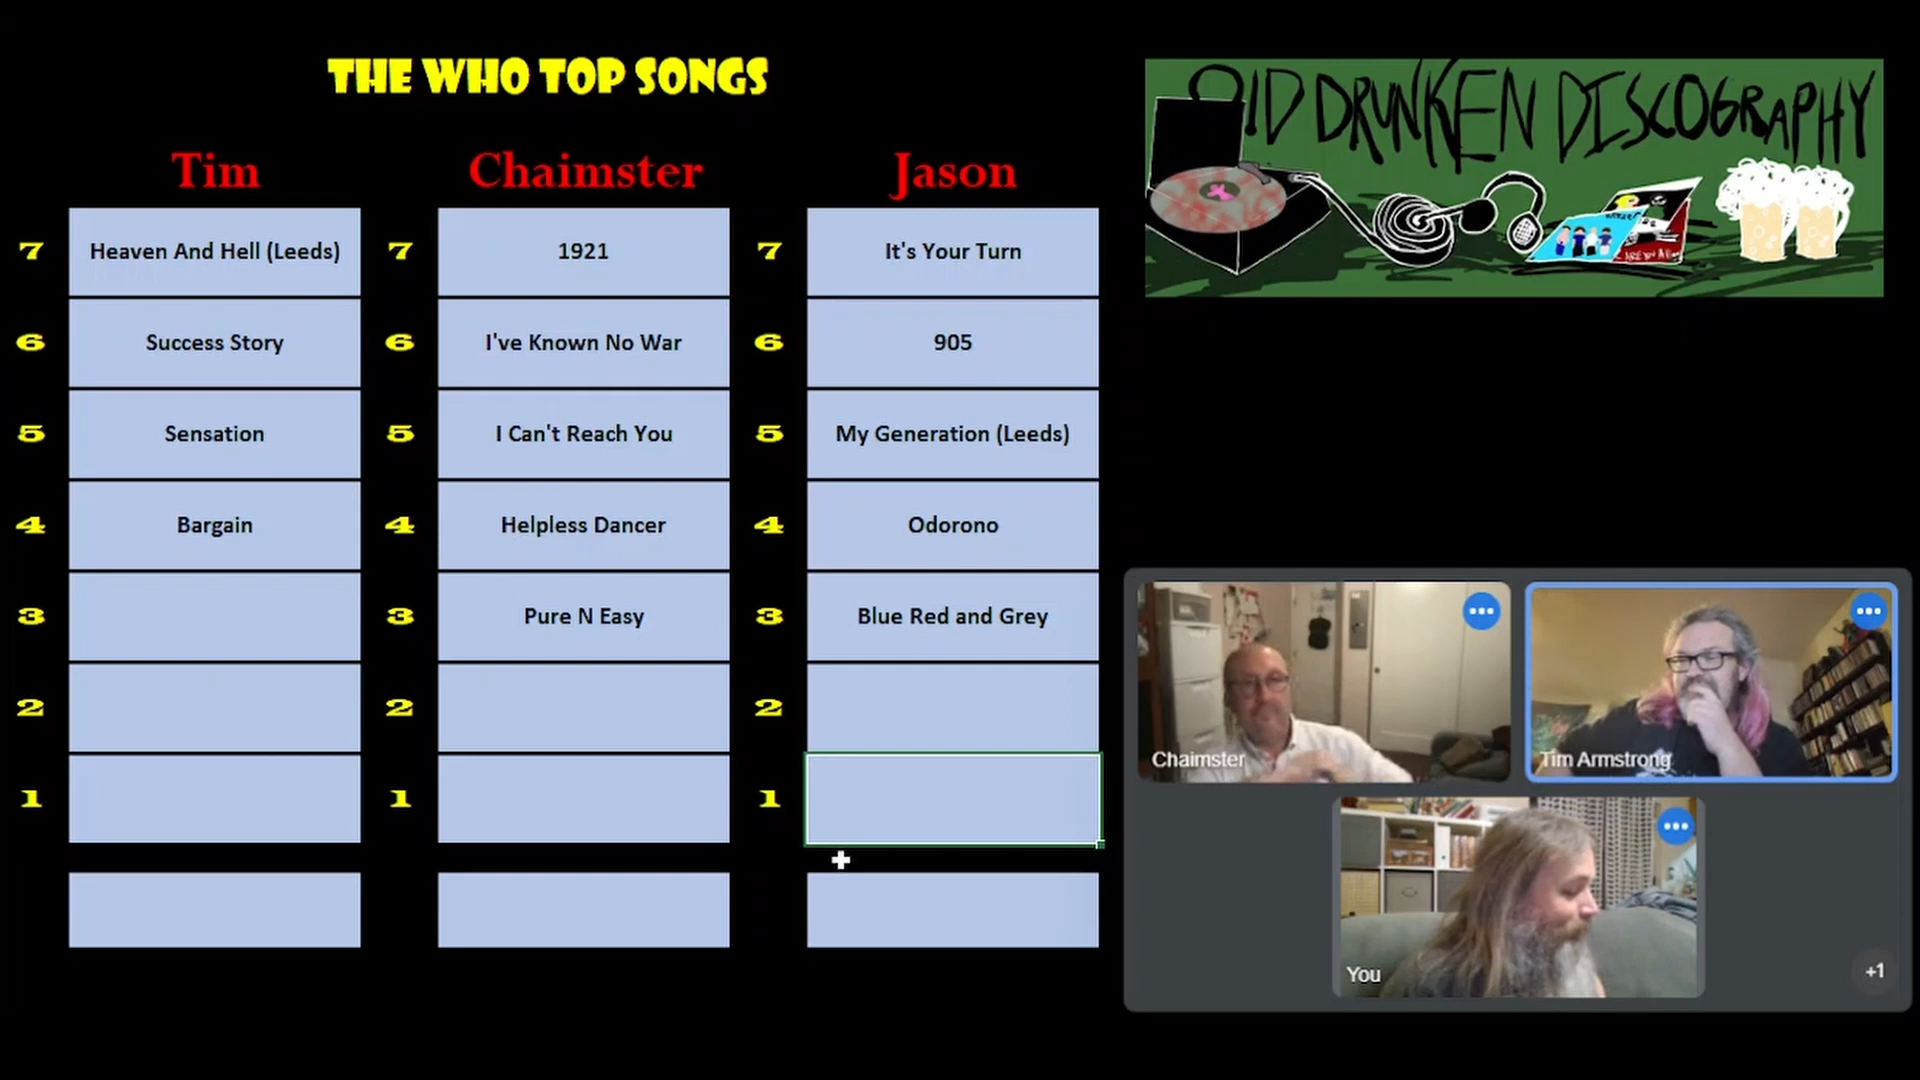 THE WHO TOP SONGS
OLD DRUNKEN DISCOGRAPHY
Tim
Chaimster
Jason
7
Heaven And Hell (Leeds)
7
1921
7
It's Your Turn
6
Success Story
6
I've Known No War
6
905
5
Sensation
5
I Can't Reach You
5
My Generation (Leeds)
4
Bargain
4
Helpless Dancer
4
Odorono
3
3
Pure N Easy
3
Blue Red and Grey
2
2
2
1
1
1
Chaimster
Tim Armstrong
You
+1